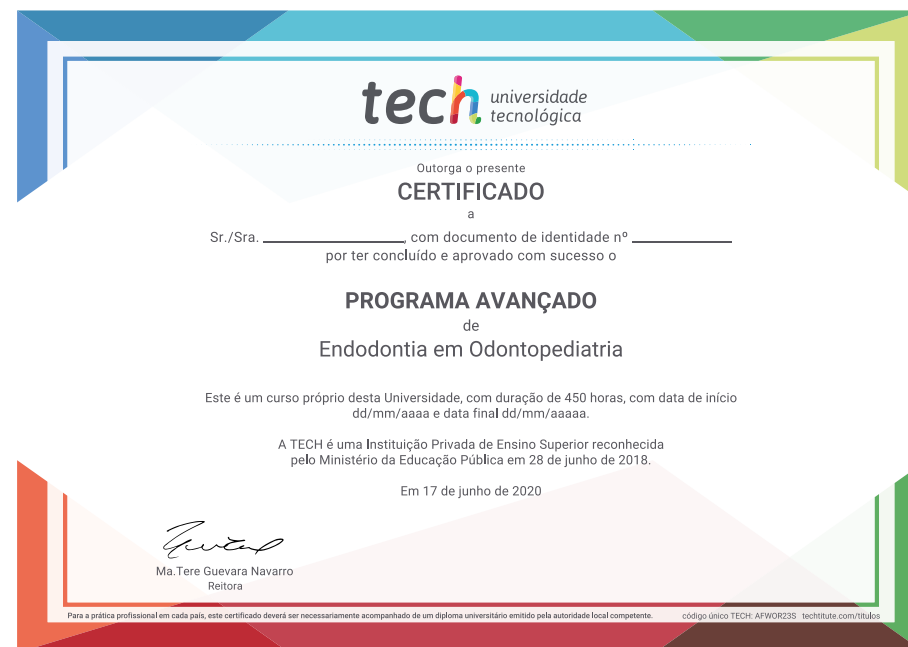 tech universidade
tecnológica
Outorga o presente
CERTIFICADO
a
Sr./Sra. ____________, com documento de identidade nº ____________
por ter concluído e aprovado com sucesso o
PROGRAMA AVANÇADO
de
Endodontia em Odontopediatria
Este é um curso próprio desta Universidade, com duração de 450 horas, com data de início
dd/mm/aaaa e data final dd/mm/aaaaa.
A TECH é uma Instituição Privada de Ensino Superior reconhecida
pelo Ministério da Educação Pública em 28 de junho de 2018.
Em 17 de junho de 2020
Ma.Tere Guevara Navarro
Reitora
Para a prática profissional em cada país, este certificado deverá ser necessariamente acompanhado de um diploma universitário emitido pela autoridade local competente. código único TECH: AFWOR23S techtitute.com/titulos